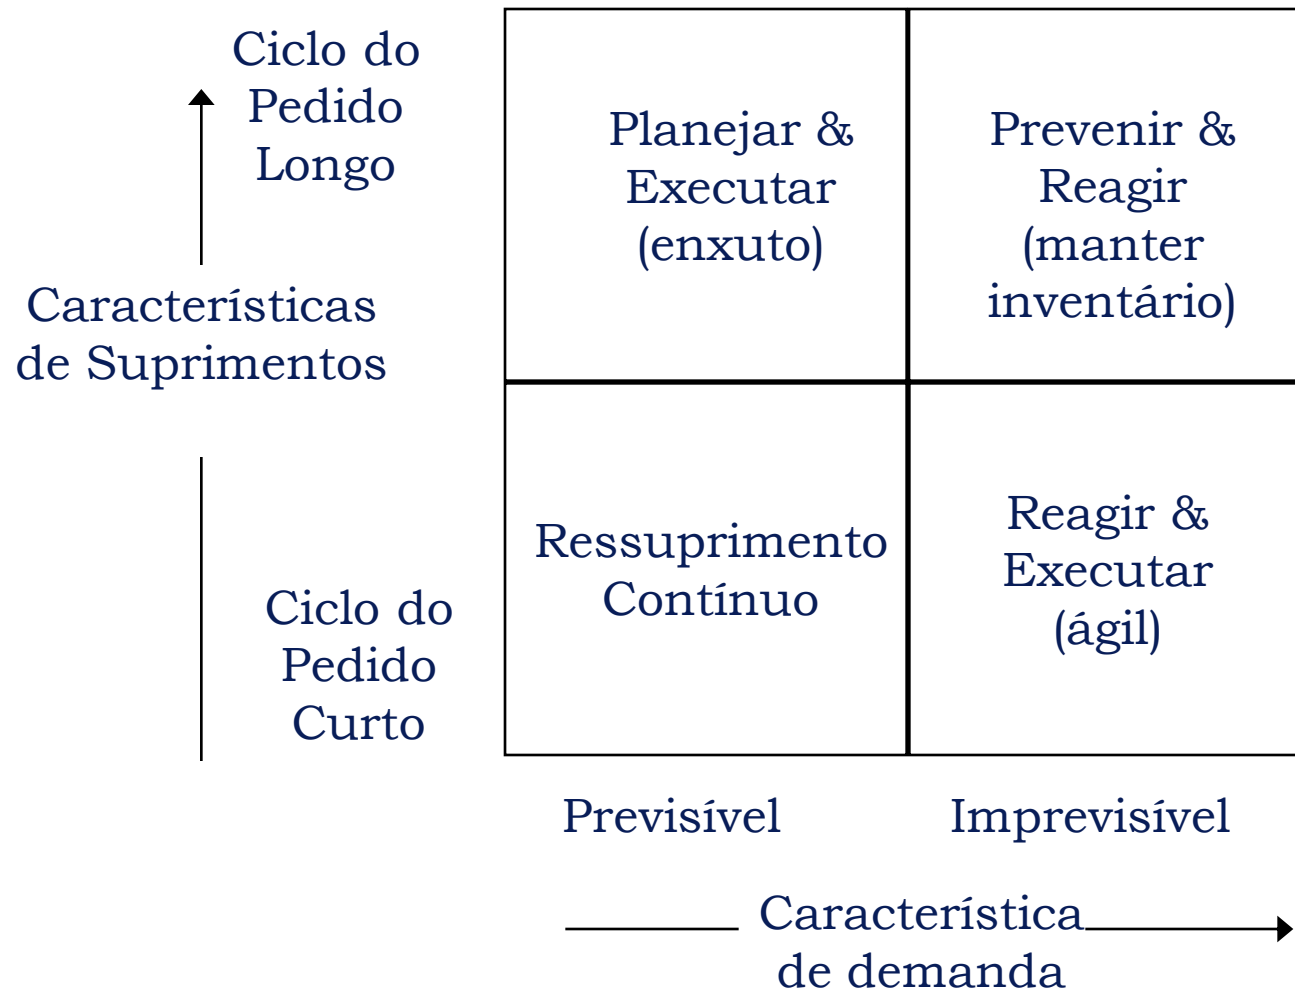 Ciclo do
Pedido
Longo
Características
de Suprimentos
Ciclo do
Pedido
Curto
Planejar &
Executar
(enxuto)
Prevenir &
Reagir
(manter
inventário)
Ressuprimento
Contínuo
Reagir &
Executar
(ágil)
Previsível
Imprevisível
Característica
de demanda